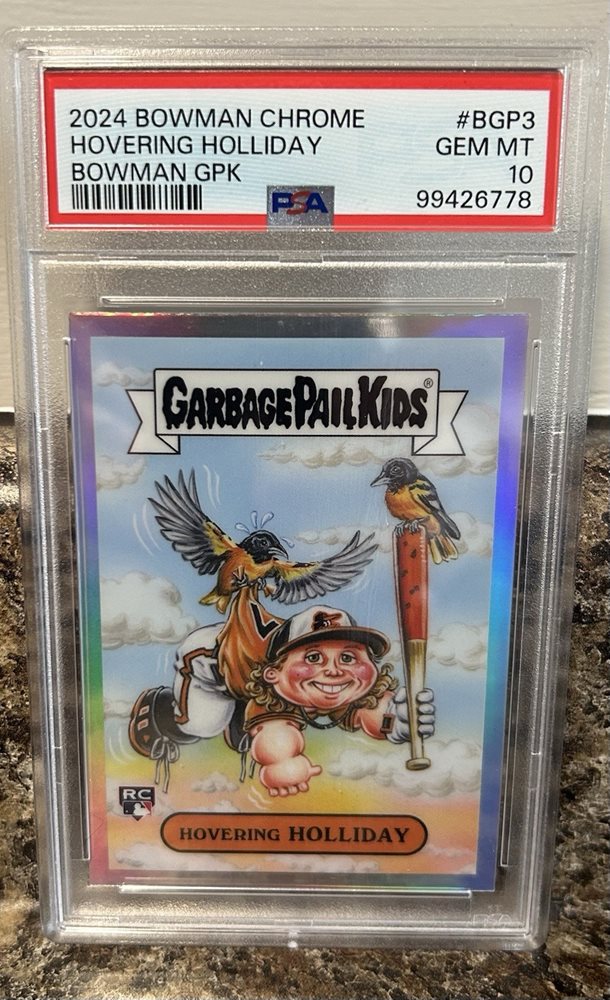 2024 BOWMAN CHROME #BGP3
HOVERING HOLLIDAY GEM MT
BOWMAN GPK 10
PSA 99426778
GARBAGE PAIL KIDS®
RC
HOVERING HOLLIDAY